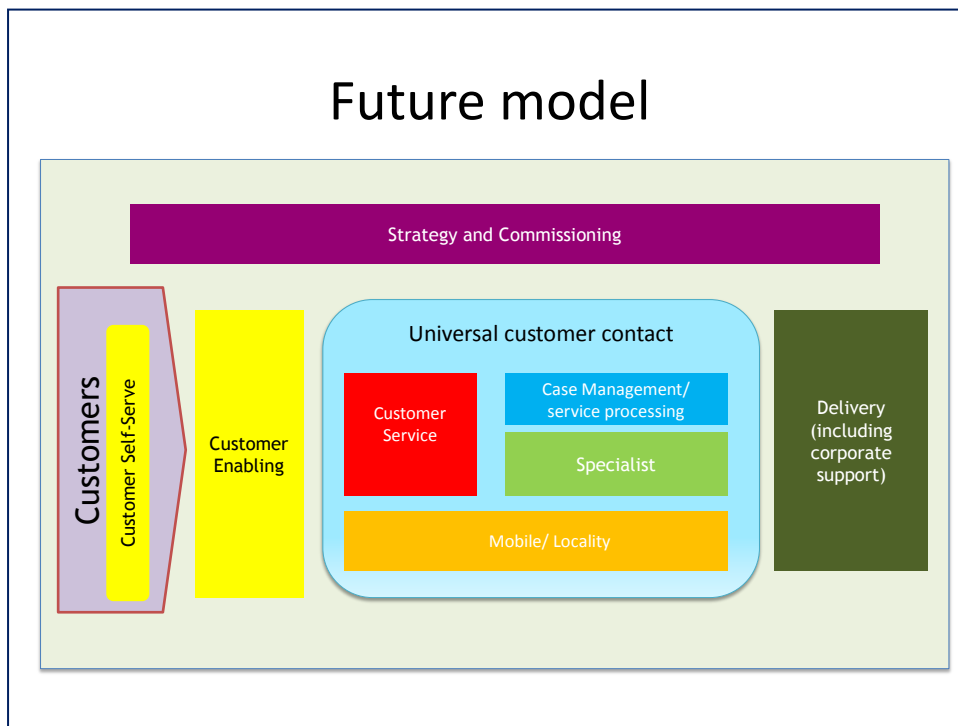 Future model
Strategy and Commissioning
Customers
Customer Self-Serve
Customer
Enabling
Universal customer contact
Customer
Service
Case Management/
service processing
Specialist
Mobile/ Locality
Delivery
(including
corporate
support)